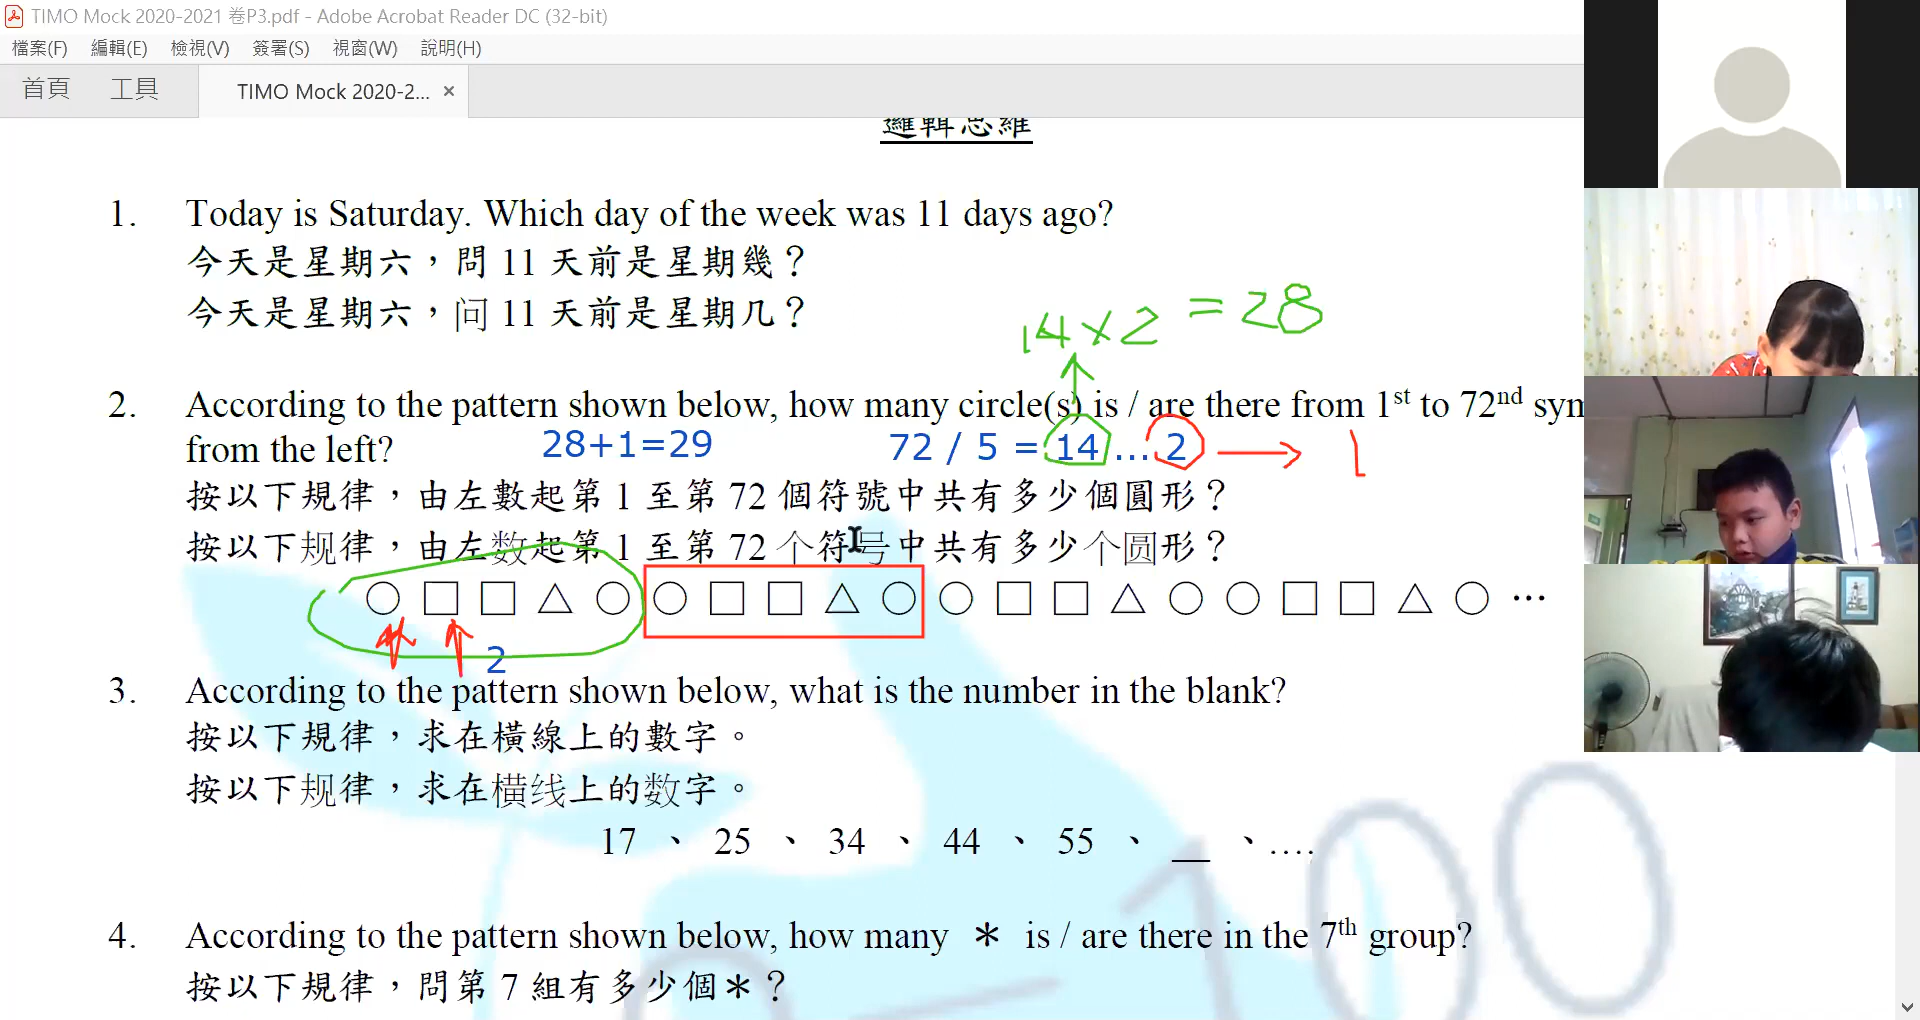 TIMO Mock 2020-2021 卷P3.pdf - Adobe Acrobat Reader DC (32-bit)
檔案(F) 編輯(E) 檢視(V) 簽署(S) 視窗(W) 說明(H)
首頁 工具 TIMO Mock 2020-2... ×
邏輯思維
1. Today is Saturday. Which day of the week was 11 days ago?
今天是星期六，問 11 天前是星期幾？
今天是星期六，问 11 天前是星期几？
14×2 = 28
2. According to the pattern shown below, how many circle(s) is / are there from 1st to 72nd sym
from the left? 28+1=29 72 / 5 = 14 ... 2 → 1
按以下規律，由左數起第 1 至第 72 個符號中共有多少個圓形？
按以下规律，由左数起第 1 至第 72 个符号中共有多少个圆形？
○□□△○○□□△○○□□△○○□□△○…
2
3. According to the pattern shown below, what is the number in the blank?
按以下規律，求在橫線上的數字。
按以下规律，求在横线上的数字。
17 、 25 、 34 、 44 、 55 、 __ 、….
4. According to the pattern shown below, how many * is / are there in the 7th group?
按以下規律，問第 7 組有多少個*？